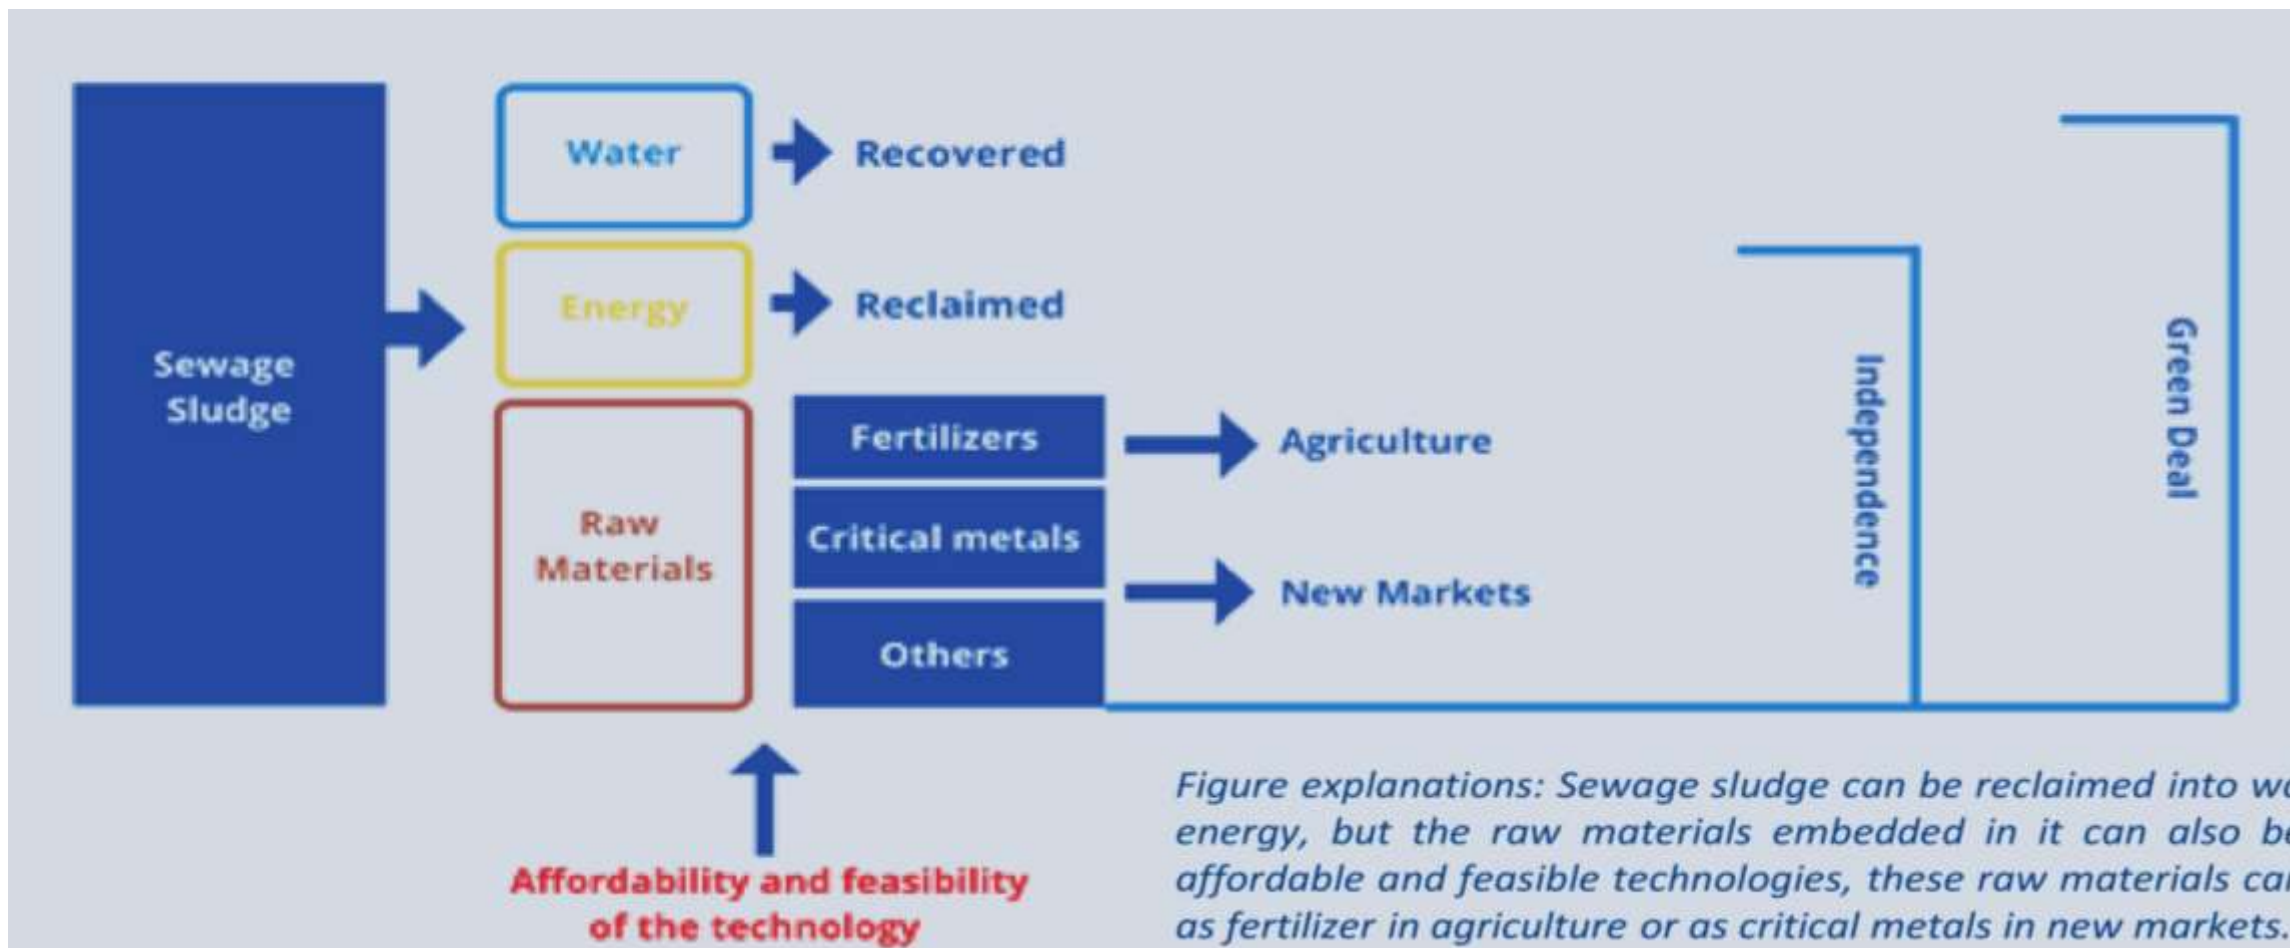 Water
Recovered
Energy
Reclaimed
Sewage
Sludge
Raw
Materials
Fertilizers
Critical metals
Others
Agriculture
New Markets
Independence
Green Deal
Affordability and feasibility
of the technology
Figure explanations: Sewage sludge can be reclaimed into
energy, but the raw materials embedded in it can also
affordable and feasible technologies, these raw materials
as fertilizer in agriculture or as critical metals in new markets.